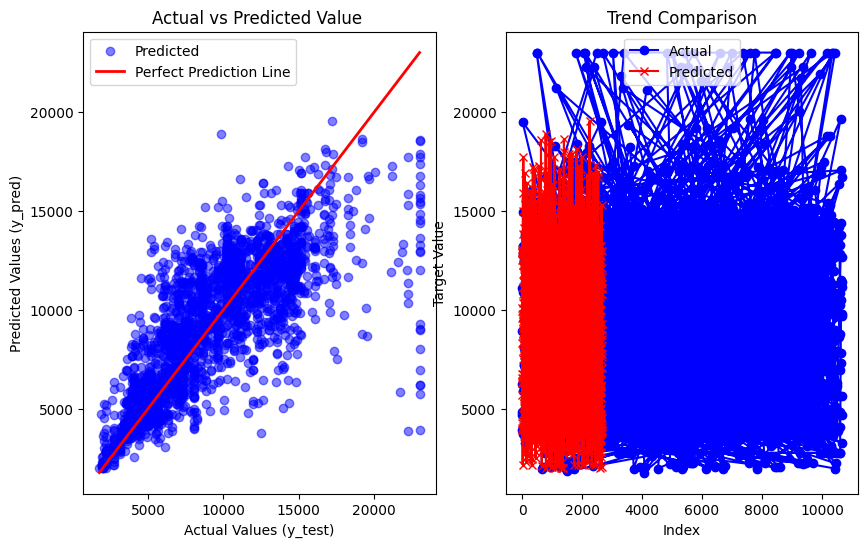 Actual vs Predicted Value
Predicted
Perfect Prediction Line
20000
15000
10000
5000
Predicted Values (y_pred)
5000
10000
15000
20000
Actual Values (y_test)
Trend Comparison
Actual
Predicted
20000
15000
10000
5000
Target Value
0
2000
4000
6000
8000
10000
Index